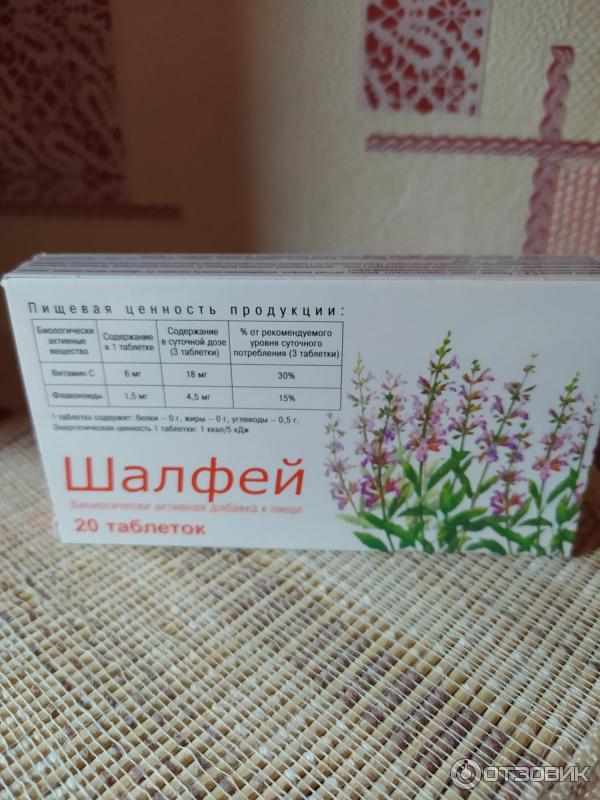 Пищевая ценность продукции:
Биологически активные вещества | Содержание в 1 таблетке | Содержание в суточной дозе (3 таблетки) | % от рекомендуемого уровня суточного потребления (3 таблетки)
Витамин С | 6 мг | 18 мг | 30%
Флавоноиды | 1,5 мг | 4,5 мг | 15%
1 таблетка содержит: белки – 0 г, жиры – 0 г, углеводы – 0,5 г.
Энергетическая ценность 1 таблетки: 1 ккал/5 кДж
Шалфей
Биологически активная добавка к пище
20 таблеток
ОТЗОВИК